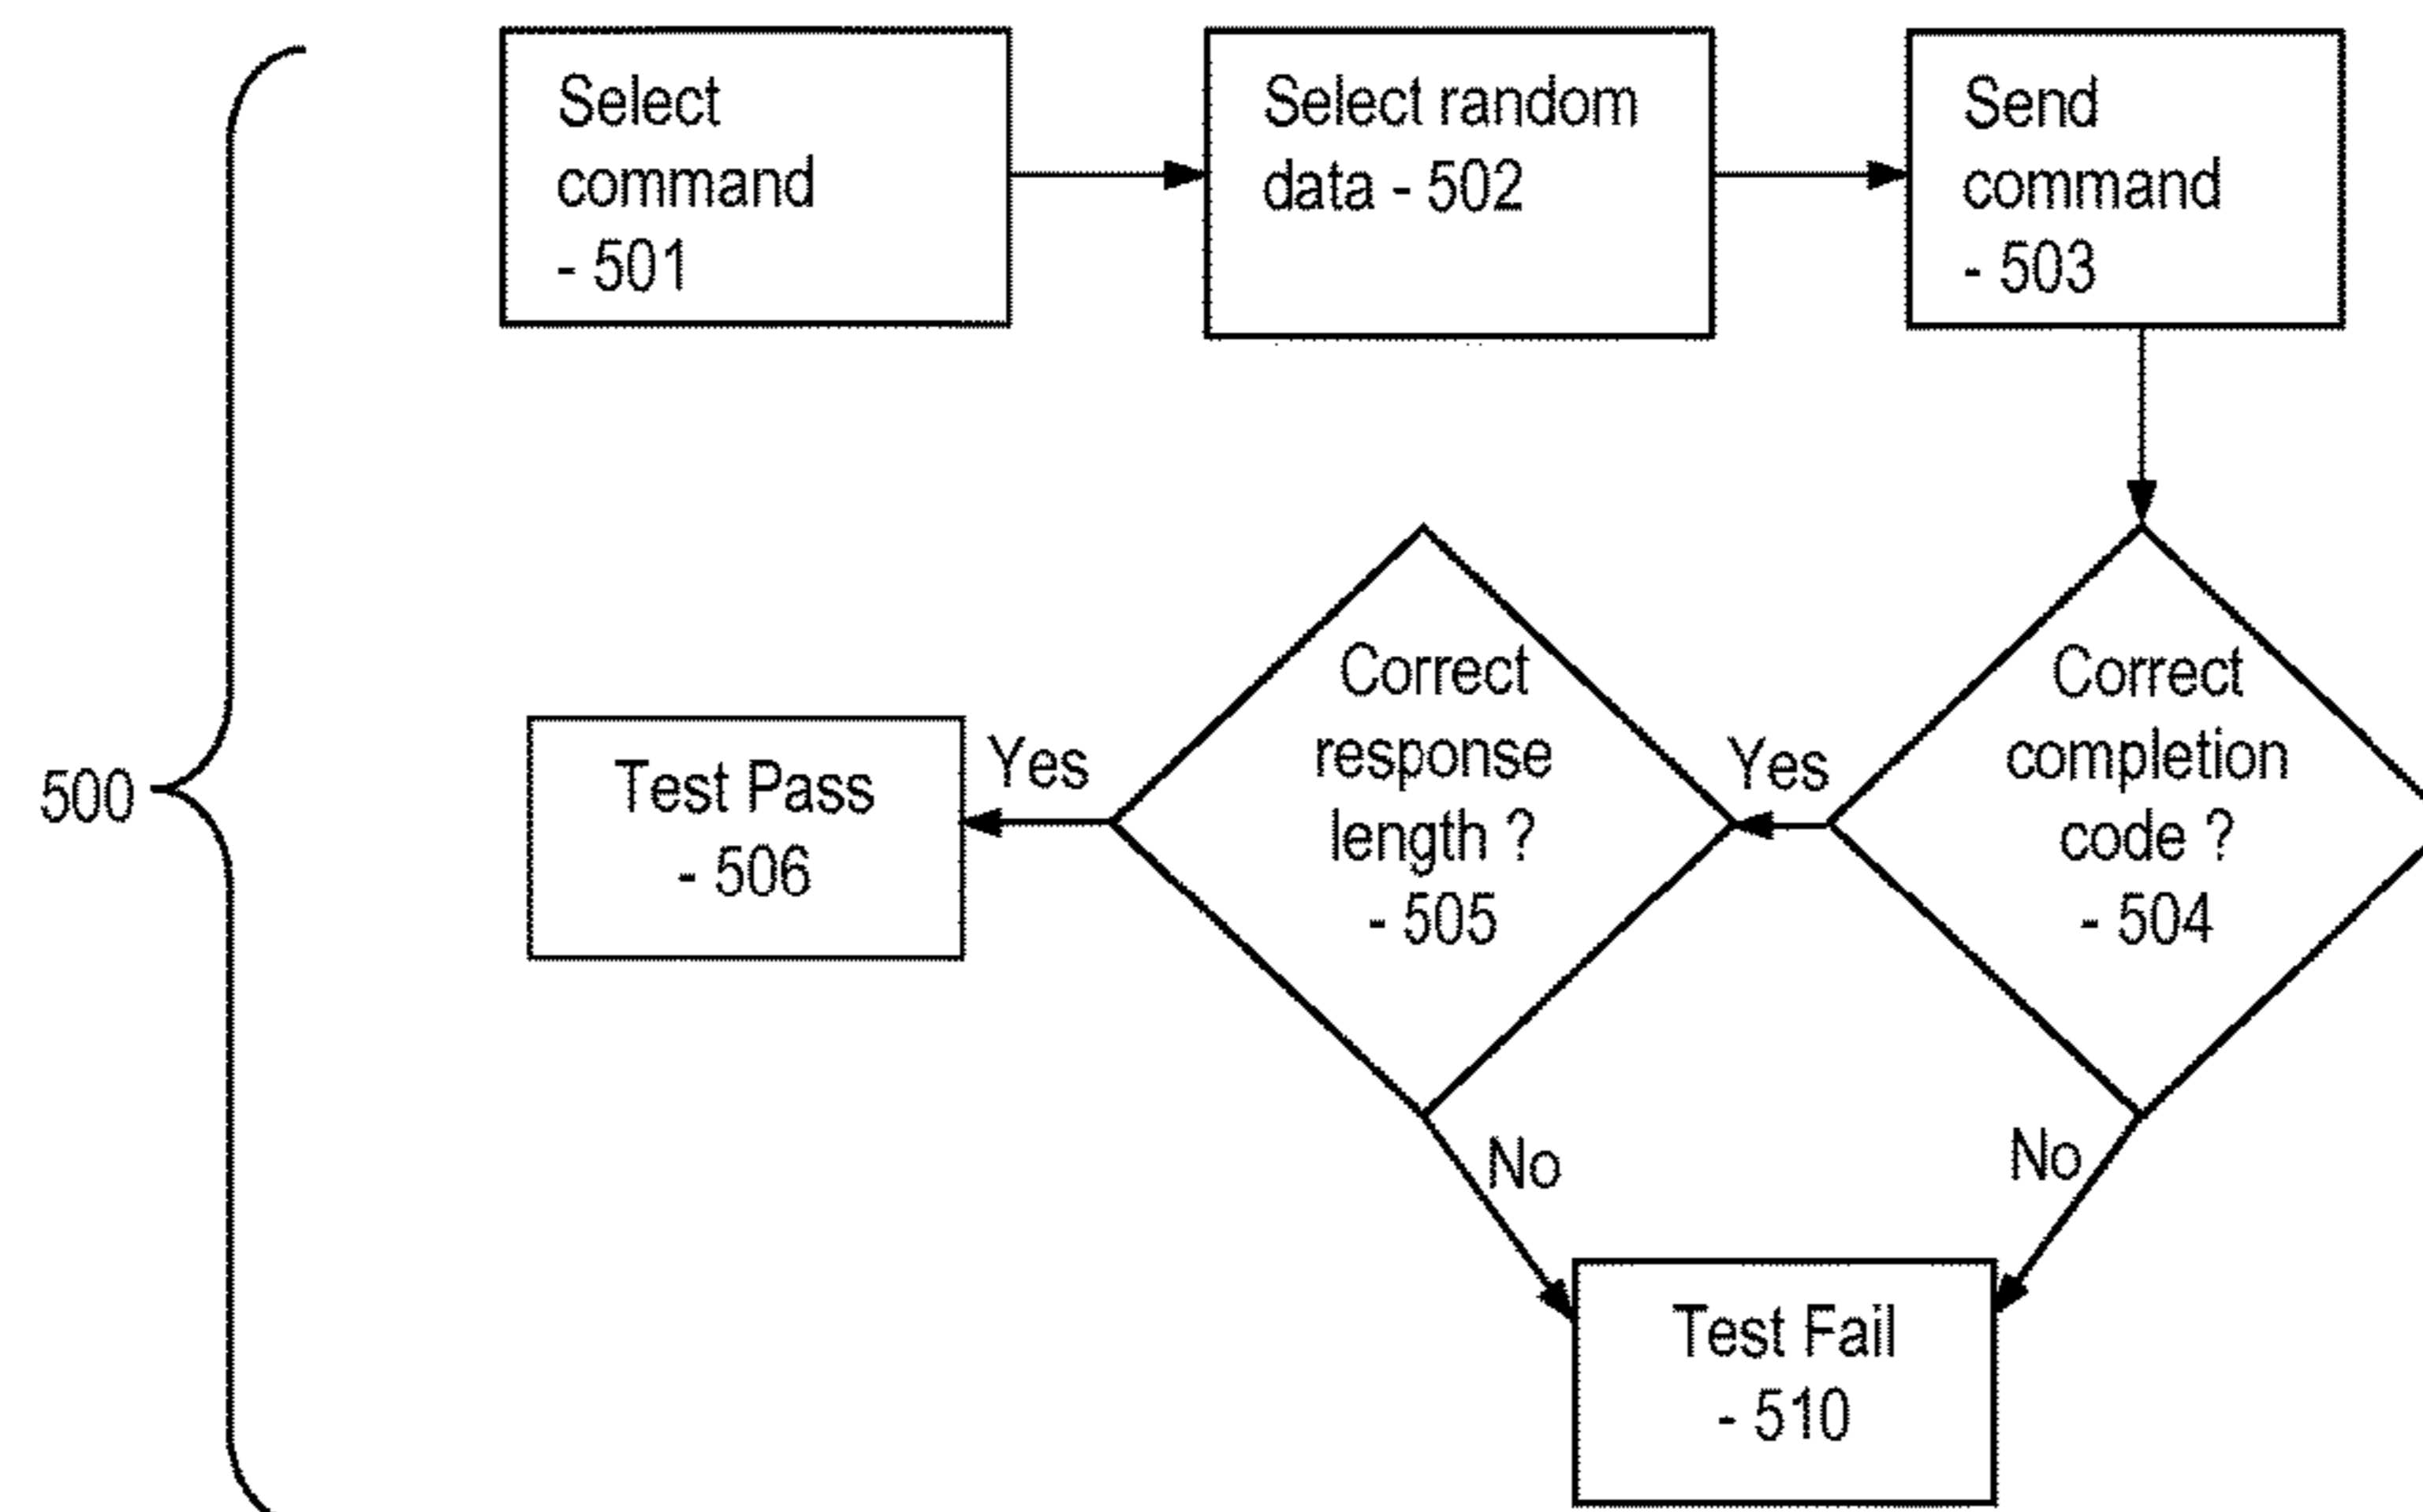 Select
command
- 501
Select random
data - 502
Send
command
- 503
500
Test Pass
- 506
Yes
Correct
response
length ?
- 505
Yes
Correct
completion
code ?
- 504
No
No
Test Fail
- 510